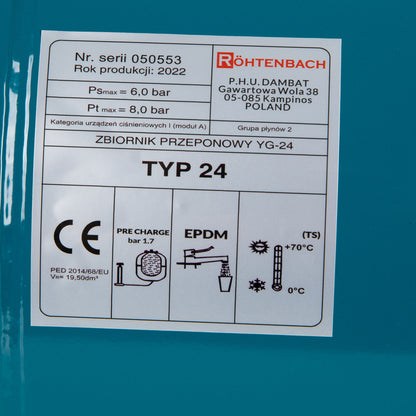 Nr. serii 050553
Rok produkcji: 2022
RÖHTENBACH
P.H.U. DAMBAT
Gawartowa Wola 38
05-085 Kampinos
POLAND
Psmax = 6,0 bar
Pt max = 8,0 bar
Kategoria urządzeń ciśnieniowych I (moduł A)
Grupa płynów 2
ZBIORNIK PRZEPONOWY YG-24
TYP 24
CE
PED 2014/68/EU
VR= 19,50dm³
PRE CHARGE
bar 1.7
EPDM
(TS)
+70°C
0°C